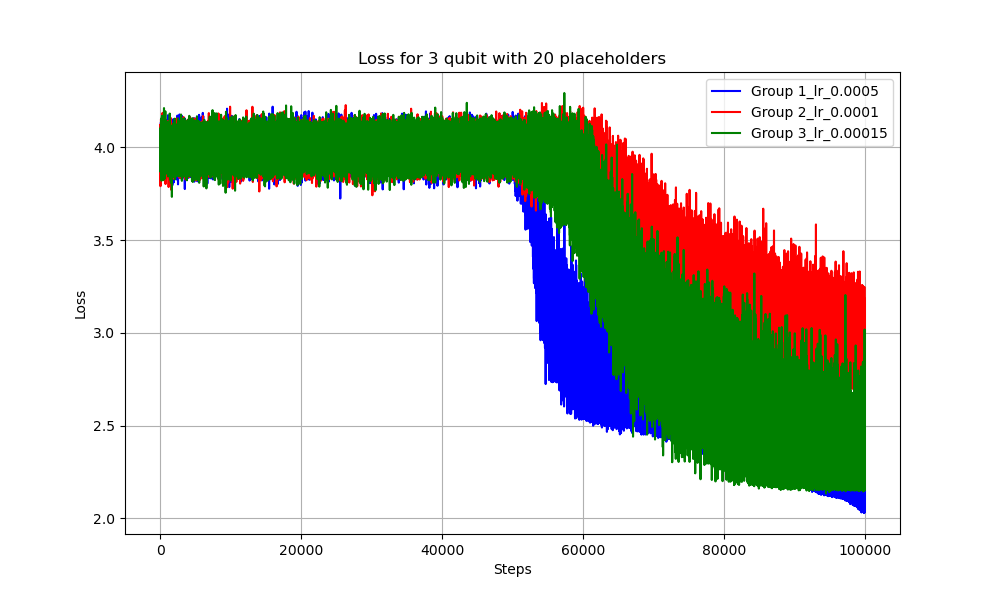 Loss for 3 qubit with 20 placeholders
Group 1_lr_0.0005
Group 2_lr_0.0001
Group 3_lr_0.00015
Loss
4.0
3.5
3.0
2.5
2.0
0
20000
40000
60000
80000
100000
Steps